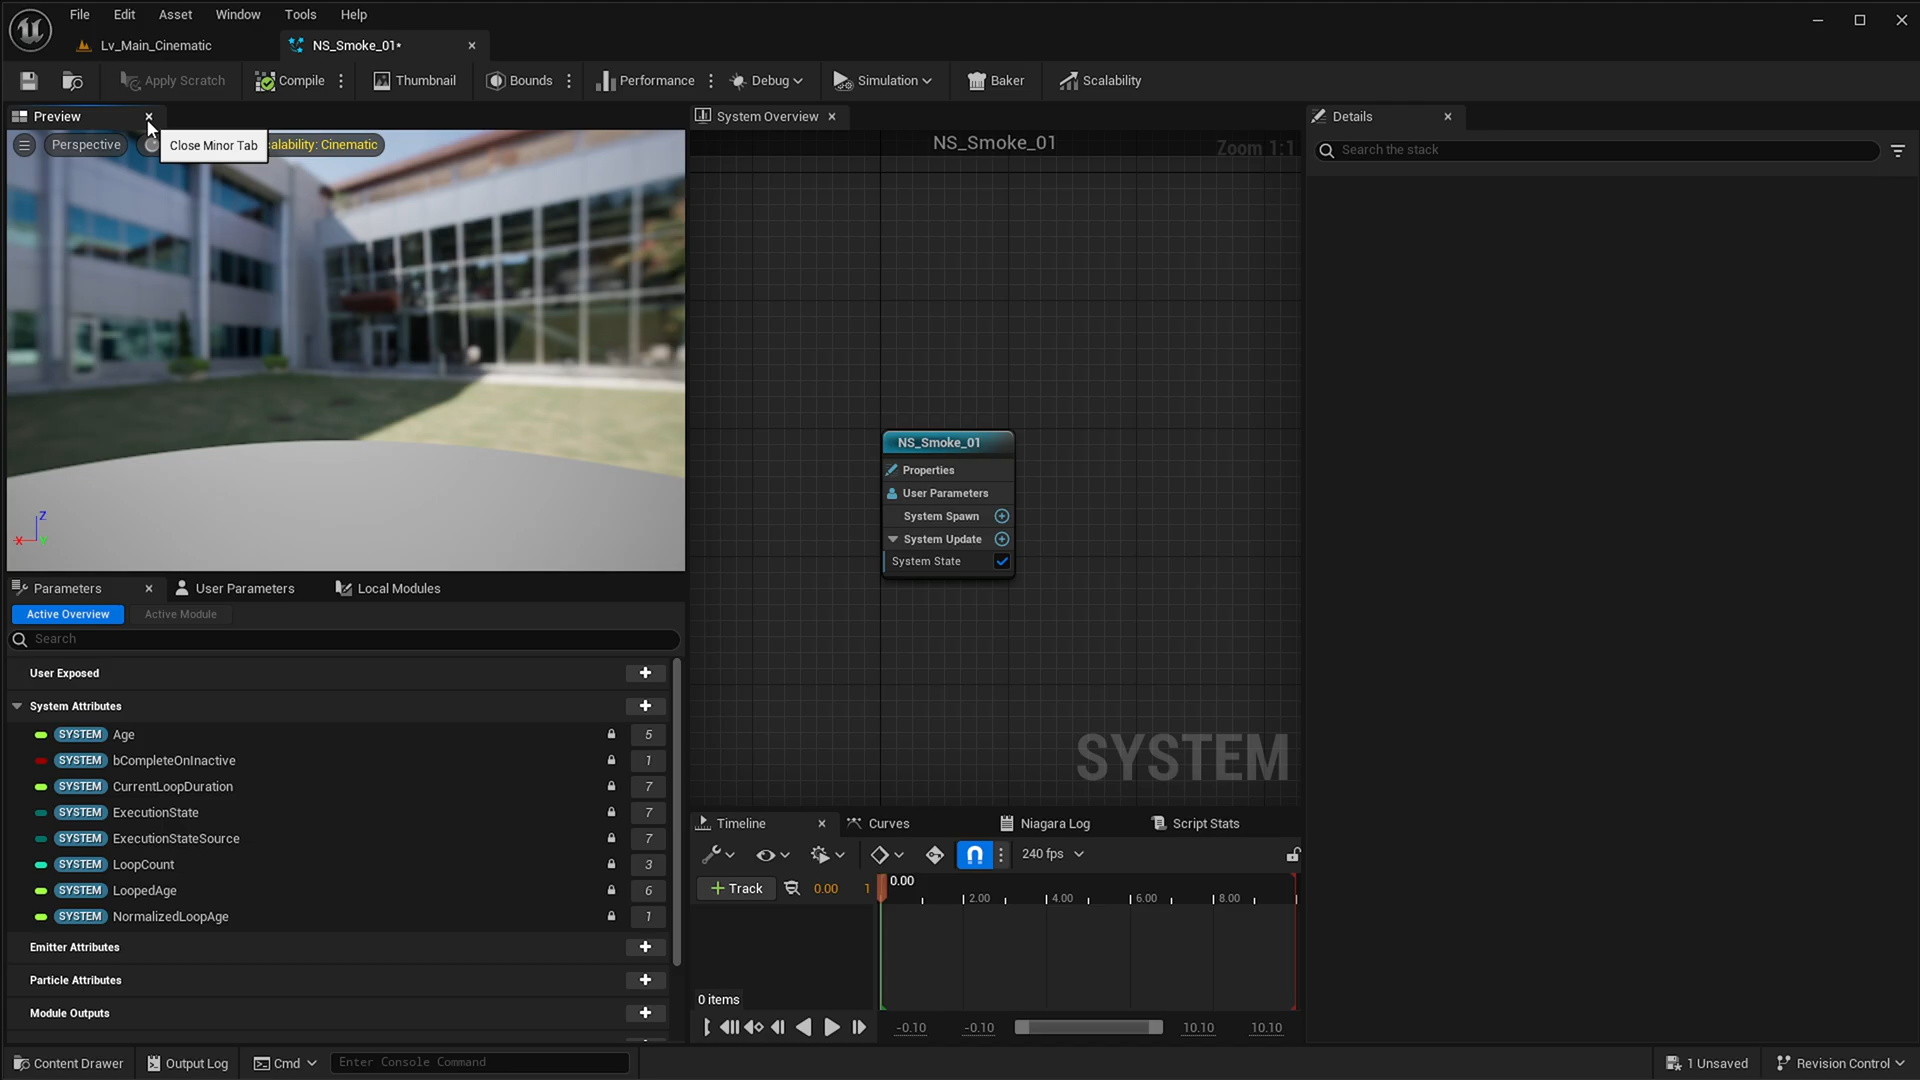 File Edit Asset Window Tools Help
Lv_Main_Cinematic NS_Smoke_01*
Apply Scratch Compile Thumbnail Bounds Performance Debug Simulation Baker Scalability
Preview System Overview Details
Perspective Close Minor Tab calability: Cinematic NS_Smoke_01 Zoom 1:1 Search the stack
NS_Smoke_01
Properties
User Parameters
System Spawn
System Update
System State
Z
X Y
SYSTEM
Parameters User Parameters Local Modules
Active Overview Active Module
Search
User Exposed
System Attributes
SYSTEM Age 5
SYSTEM bCompleteOnInactive 1
SYSTEM CurrentLoopDuration 7
SYSTEM ExecutionState 7
SYSTEM ExecutionStateSource 7
SYSTEM LoopCount 3
SYSTEM LoopedAge 6
SYSTEM NormalizedLoopAge 1
Emitter Attributes
Particle Attributes
Module Outputs
Timeline Curves Niagara Log Script Stats
240 fps
Track 0.00 1 0.00
2.00 4.00 6.00 8.00
0 items
-0.10 -0.10 10.10 10.10
Content Drawer Output Log Cmd Enter Console Command 1 Unsaved Revision Control